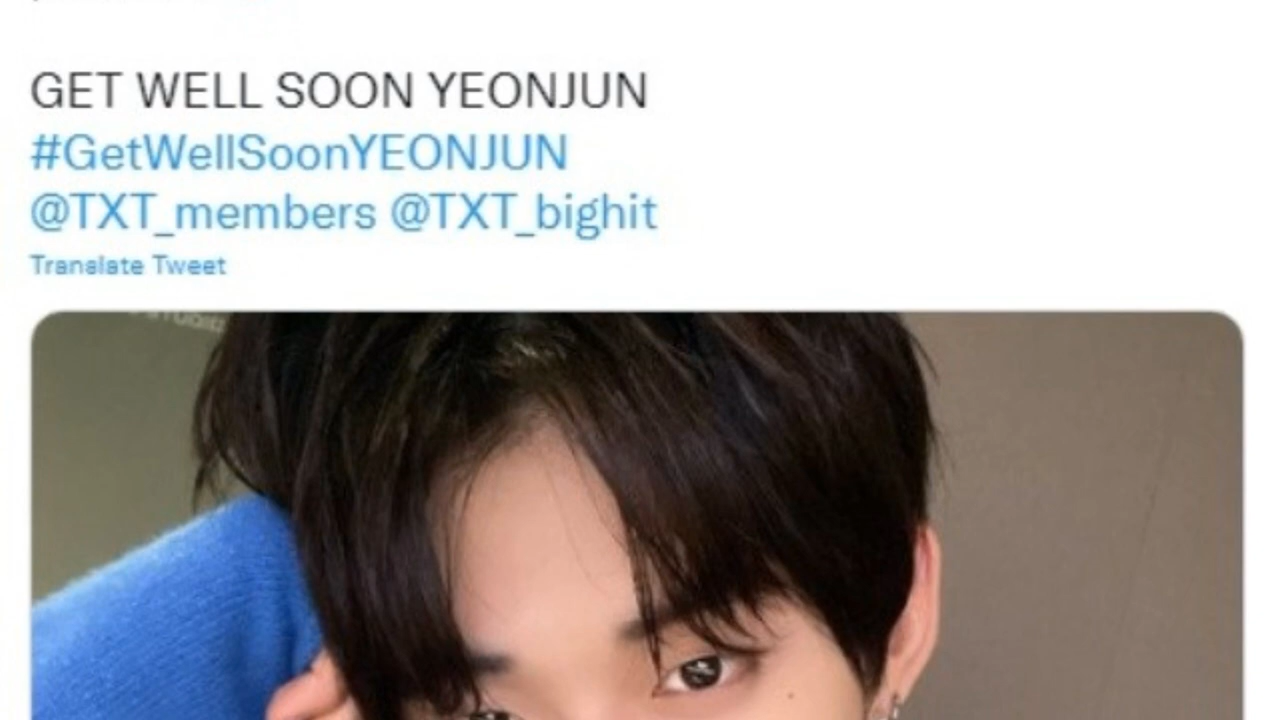 GET WELL SOON YEONJUN
#GetWellSoonYEONJUN
@TXT_members @TXT_bighit
Translate Tweet